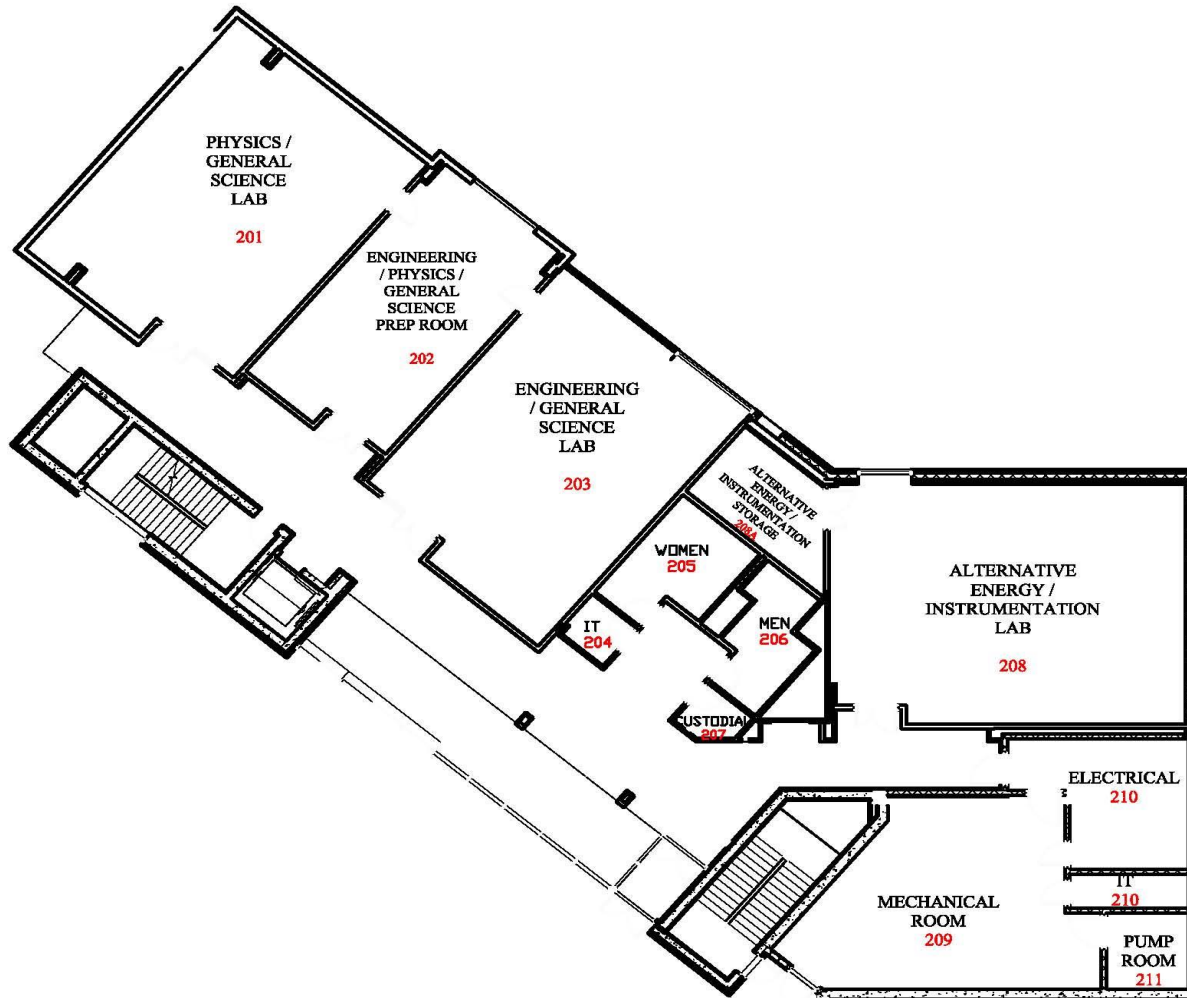 PHYSICS /
GENERAL
SCIENCE
LAB
201
ENGINEERING
/ PHYSICS /
GENERAL
SCIENCE
PREP ROOM
202
ENGINEERING
/ GENERAL
SCIENCE
LAB
203
ALTERNATIVE
ENERGY /
INSTRUMENTATION
STORAGE
208A
WOMEN
205
IT
204
MEN
206
CUSTODIAL
207
ALTERNATIVE
ENERGY /
INSTRUMENTATION
LAB
208
ELECTRICAL
210
IT
210
MECHANICAL
ROOM
209
PUMP
ROOM
211